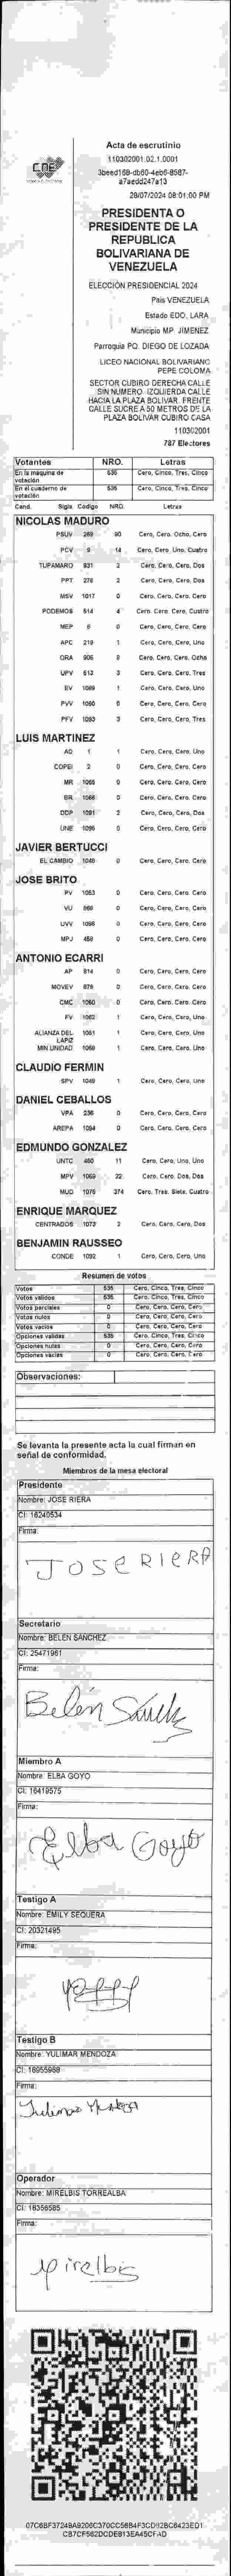 CNE
Acta de escrutinio
110302001.02.1.0001
28/07/2024 08:01:00 PM
PRESIDENTA O
PRESIDENTE DE LA
REPUBLICA
BOLIVARIANA DE
VENEZUELA
ELECCIÓN PRESIDENCIAL 2024
País VENEZUELA
Estado EDO. LARA
Municipio MP. JIMENEZ
Parroquia PQ. DIEGO DE LOZADA
LICEO NACIONAL BOLIVARIANO
PEPE COLOMA
SECTOR CUBIRO DERECHA CALLE
SIN NUMERO. IZQUIERDA CALLE
HACIA LA PLAZA BOLIVAR. FRENTE
CALLE SUCRE A 50 METROS DE LA
PLAZA BOLIVAR CUBIRO CASA
110302001
787 Electores
Votantes NRO. Letras
En la maquina de votación 535 Cero, Cinco, Tres, Cinco
En el cuaderno de votación 535 Cero, Cinco, Tres, Cinco
Cand. Sigla Código NRO. Letras
NICOLAS MADURO
PSUV 269 80 Cero, Cero, Ocho, Cero
PCV 9 14 Cero, Cero, Uno, Cuatro
TUPAMARO 931 2 Cero, Cero, Cero, Dos
PPT 278 2 Cero, Cero, Cero, Dos
MSV 1017 0 Cero, Cero, Cero, Cero
PODEMOS 514 4 Cero, Cero, Cero, Cuatro
MEP 6 0 Cero, Cero, Cero, Cero
APC 219 1 Cero, Cero, Cero, Uno
ORA 906 8 Cero, Cero, Cero, Ocho
UPV 613 3 Cero, Cero, Cero, Tres
EV 1089 1 Cero, Cero, Cero, Uno
PVV 1050 0 Cero, Cero, Cero, Cero
PFV 1093 3 Cero, Cero, Cero, Tres
LUIS MARTINEZ
AD 1 1 Cero, Cero, Cero, Uno
COPEI 2 0 Cero, Cero, Cero, Cero
MR 1065 0 Cero, Cero, Cero, Cero
BR 1068 0 Cero, Cero, Cero, Cero
DDP 1091 2 Cero, Cero, Cero, Dos
UNE 1096 0 Cero, Cero, Cero, Cero
JAVIER BERTUCCI
EL CAMBIO 1048 0 Cero, Cero, Cero, Cero
JOSE BRITO
PV 1053 0 Cero, Cero, Cero, Cero
VU 868 0 Cero, Cero, Cero, Cero
UVV 1098 0 Cero, Cero, Cero, Cero
MPJ 458 0 Cero, Cero, Cero, Cero
ANTONIO ECARRI
AP 814 0 Cero, Cero, Cero, Cero
MOVEV 878 0 Cero, Cero, Cero, Cero
CMC 1060 0 Cero, Cero, Cero, Cero
FV 1062 1 Cero, Cero, Cero, Uno
ALIANZA DEL LAPIZ 1051 1 Cero, Cero, Cero, Uno
MIN UNIDAD 1069 1 Cero, Cero, Cero, Uno
CLAUDIO FERMIN
SPV 1049 1 Cero, Cero, Cero, Uno
DANIEL CEBALLOS
VPA 236 0 Cero, Cero, Cero, Cero
AREPA 1094 0 Cero, Cero, Cero, Cero
EDMUNDO GONZALEZ
UNTC 460 11 Cero, Cero, Uno, Uno
MPV 1069 22 Cero, Cero, Dos, Dos
MUD 1075 374 Cero, Tres, Siete, Cuatro
ENRIQUE MARQUEZ
CENTRADOS 1073 2 Cero, Cero, Cero, Dos
BENJAMIN RAUSSEO
CONDE 1092 1 Cero, Cero, Cero, Uno
Resumen de votos
Votos 535 Cero, Cinco, Tres, Cinco
Votos validos 535 Cero, Cinco, Tres, Cinco
Votos parciales 0 Cero, Cero, Cero, Cero
Votos nulos 0 Cero, Cero, Cero, Cero
Votos vacios 0 Cero, Cero, Cero, Cero
Opciones validas 535 Cero, Cinco, Tres, Cinco
Opciones nulas 0 Cero, Cero, Cero, Cero
Opciones vacias 0 Cero, Cero, Cero, Cero
Observaciones:
Se levanta la presente acta la cual firman en
señal de conformidad.
Miembros de la mesa electoral
Presidente
Nombre: JOSE RIERA
CI: 16240534
Firma:
JOSE RIERA
Secretario
Nombre: BELEN SANCHEZ
CI: 25471961
Firma:
Belén Sánchez
Miembro A
Nombre: ELBA GOYO
CI: 16419575
Firma:
Elba Goyo
Testigo A
Nombre: EMILY SEQUERA
CI: 20321495
Firma:
Testigo B
Nombre: YULIMAR MENDOZA
CI: 16955988
Firma:
Yulimar Mendoza
Operador
Nombre: MIRELBIS TORREALBA
CI: 18356585
Firma:
Mirelbis